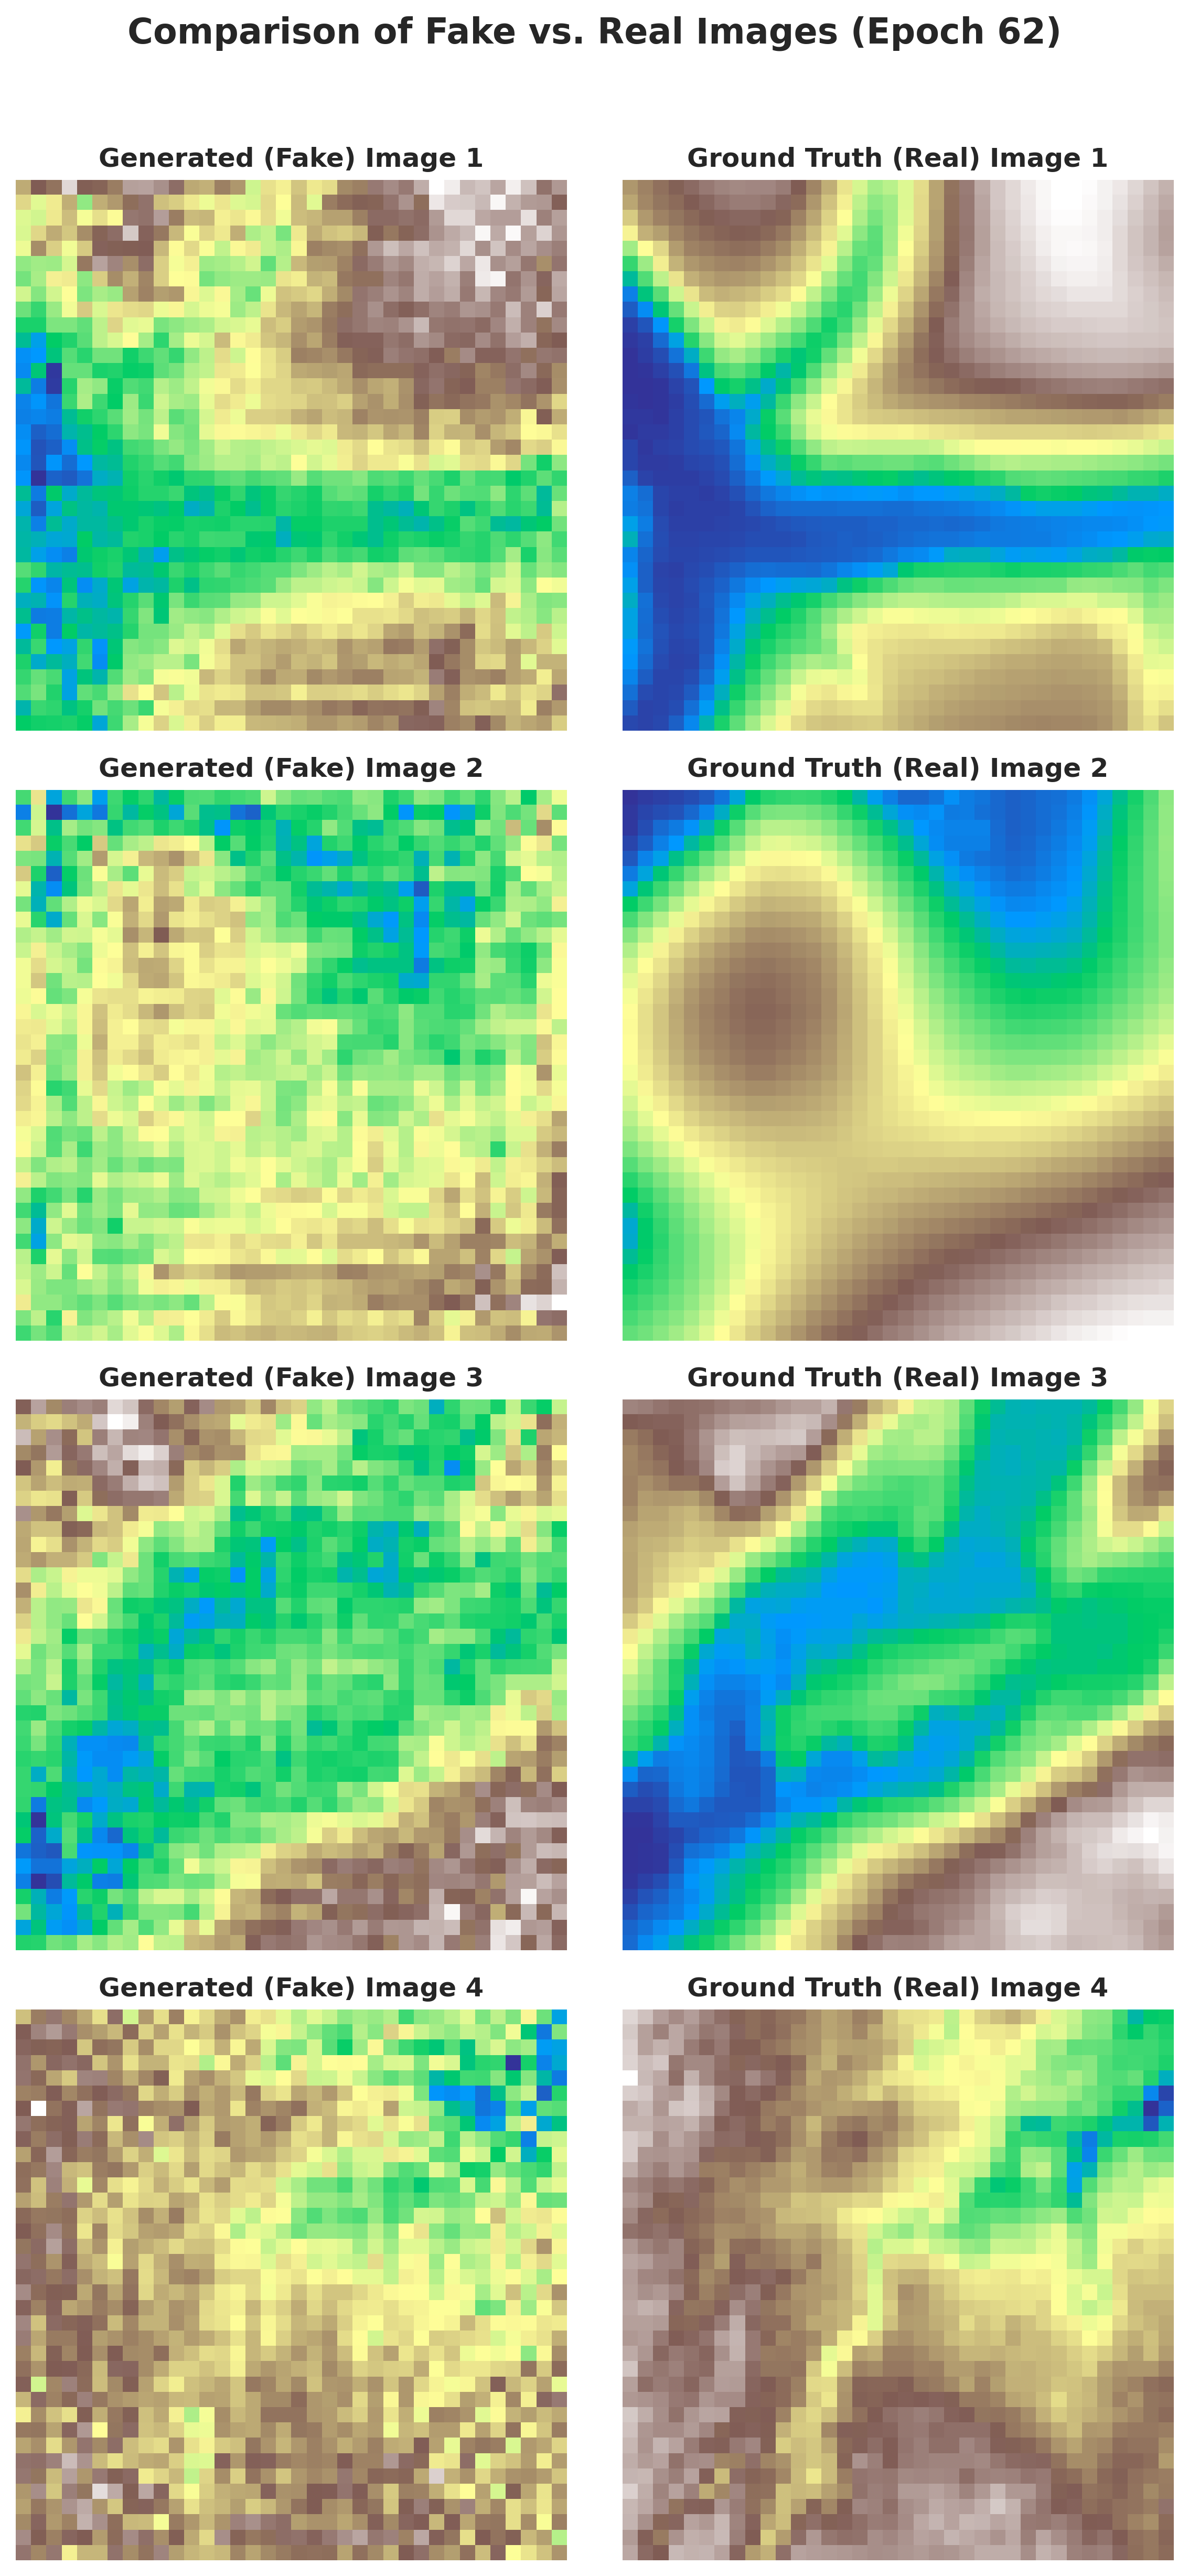 Comparison of Fake vs. Real Images (Epoch 62)
Generated (Fake) Image 1
Ground Truth (Real) Image 1
Generated (Fake) Image 2
Ground Truth (Real) Image 2
Generated (Fake) Image 3
Ground Truth (Real) Image 3
Generated (Fake) Image 4
Ground Truth (Real) Image 4